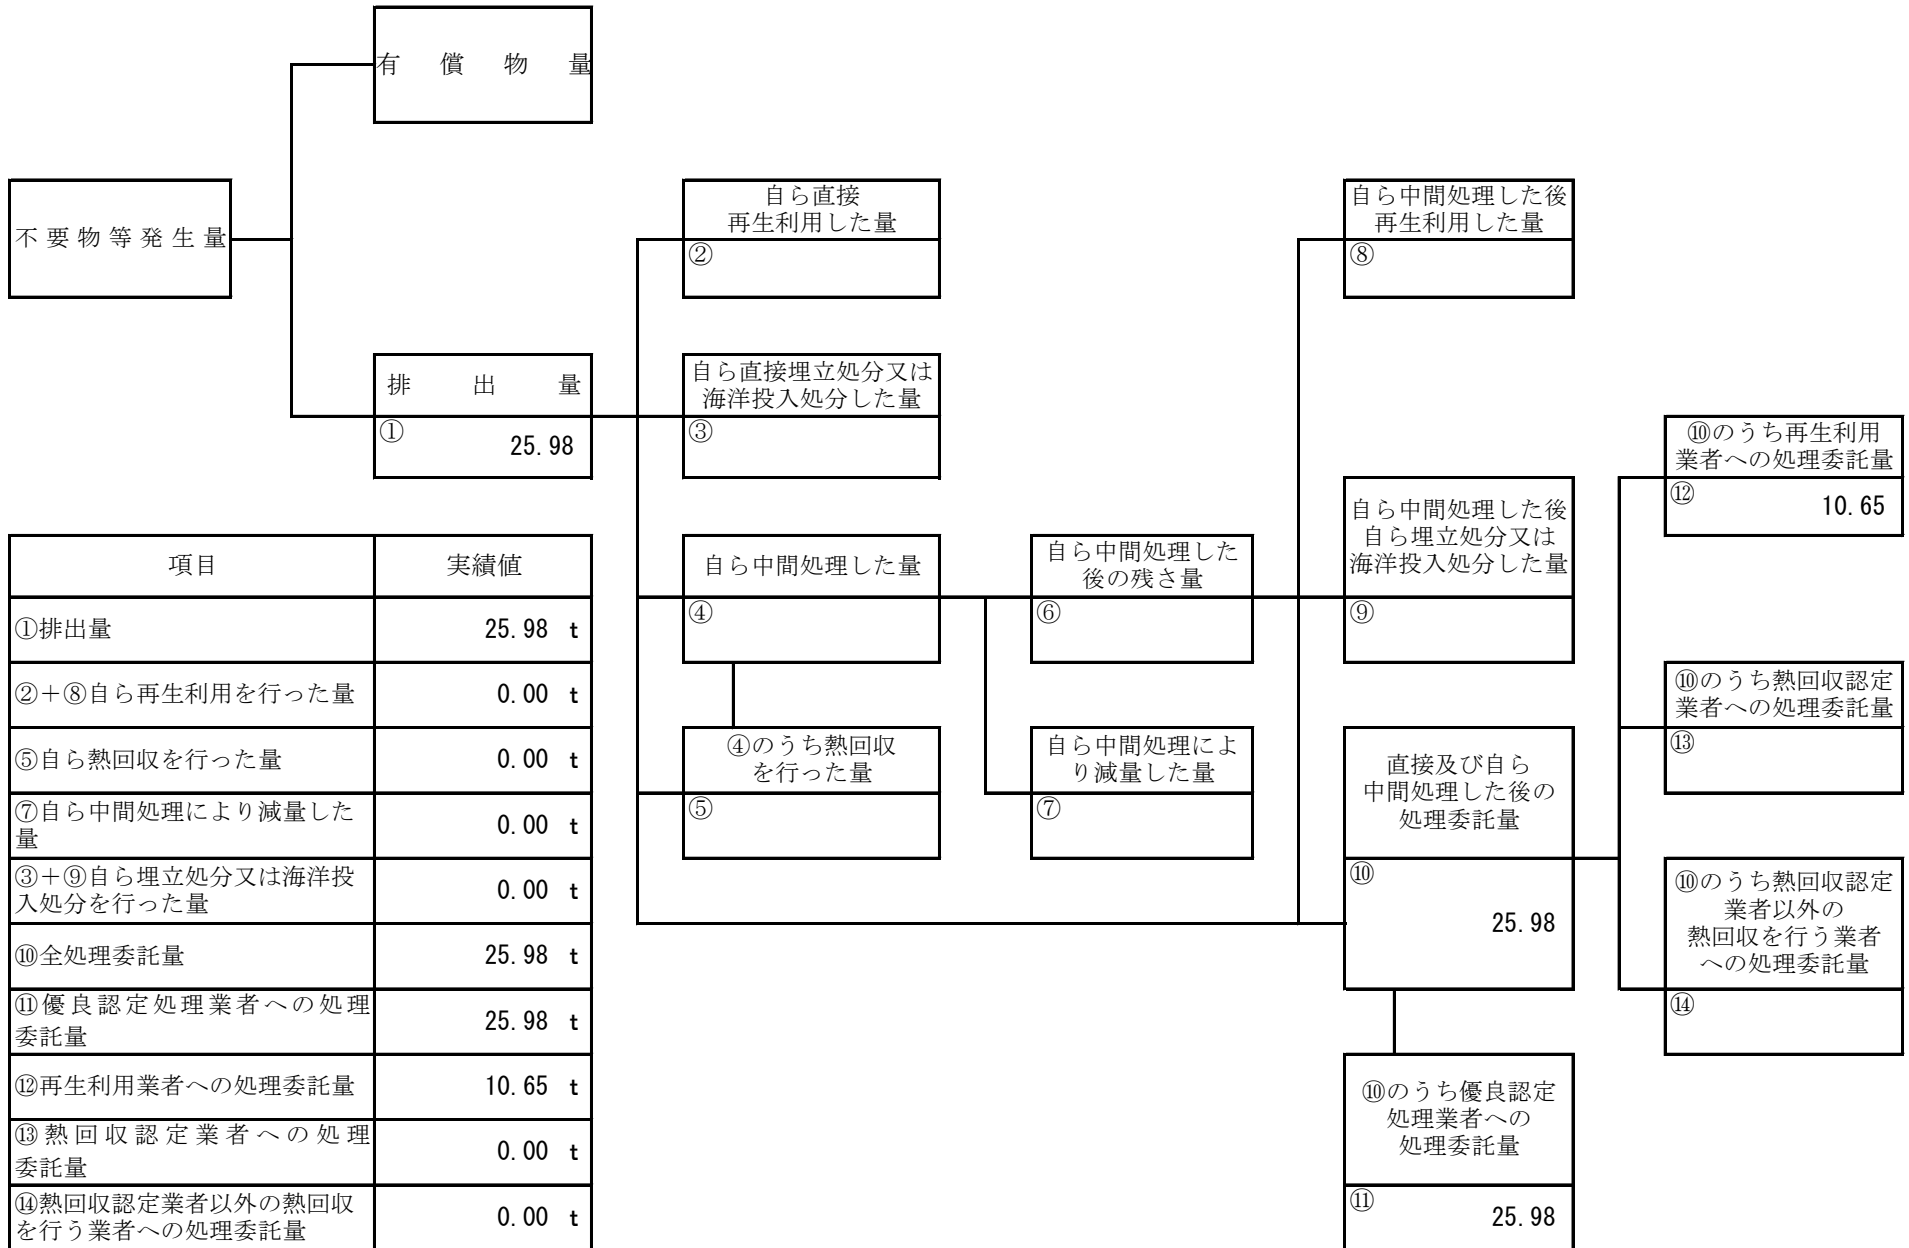 有償物量
不要物等発生量
排出量
①
25.98
自ら直接
再生利用した量
②
自ら直接埋立処分又は
海洋投入処分した量
③
自ら中間処理した量
④
④のうち熱回収
を行った量
⑤
自ら中間処理した
後の残さ量
⑥
自ら中間処理によ
り減量した量
⑦
自ら中間処理した後
再生利用した量
⑧
自ら中間処理した後
自ら埋立処分又は
海洋投入処分した量
⑨
直接及び自ら
中間処理した後の
処理委託量
⑩
25.98
⑩のうち優良認定
処理業者への
処理委託量
⑪
25.98
⑩のうち再生利用
業者への処理委託量
⑫
10.65
⑩のうち熱回収認定
業者への処理委託量
⑬
⑩のうち熱回収認定
業者以外の
熱回収を行う業者
への処理委託量
⑭
項目 実績値
①排出量 25.98 t
②＋⑧自ら再生利用を行った量 0.00 t
⑤自ら熱回収を行った量 0.00 t
⑦自ら中間処理により減量した
量 0.00 t
③＋⑨自ら埋立処分又は海洋投
入処分を行った量 0.00 t
⑩全処理委託量 25.98 t
⑪優良認定処理業者への処理
委託量 25.98 t
⑫再生利用業者への処理委託量 10.65 t
⑬熱回収認定業者への処理
委託量 0.00 t
⑭熱回収認定業者以外の熱回収
を行う業者への処理委託量 0.00 t